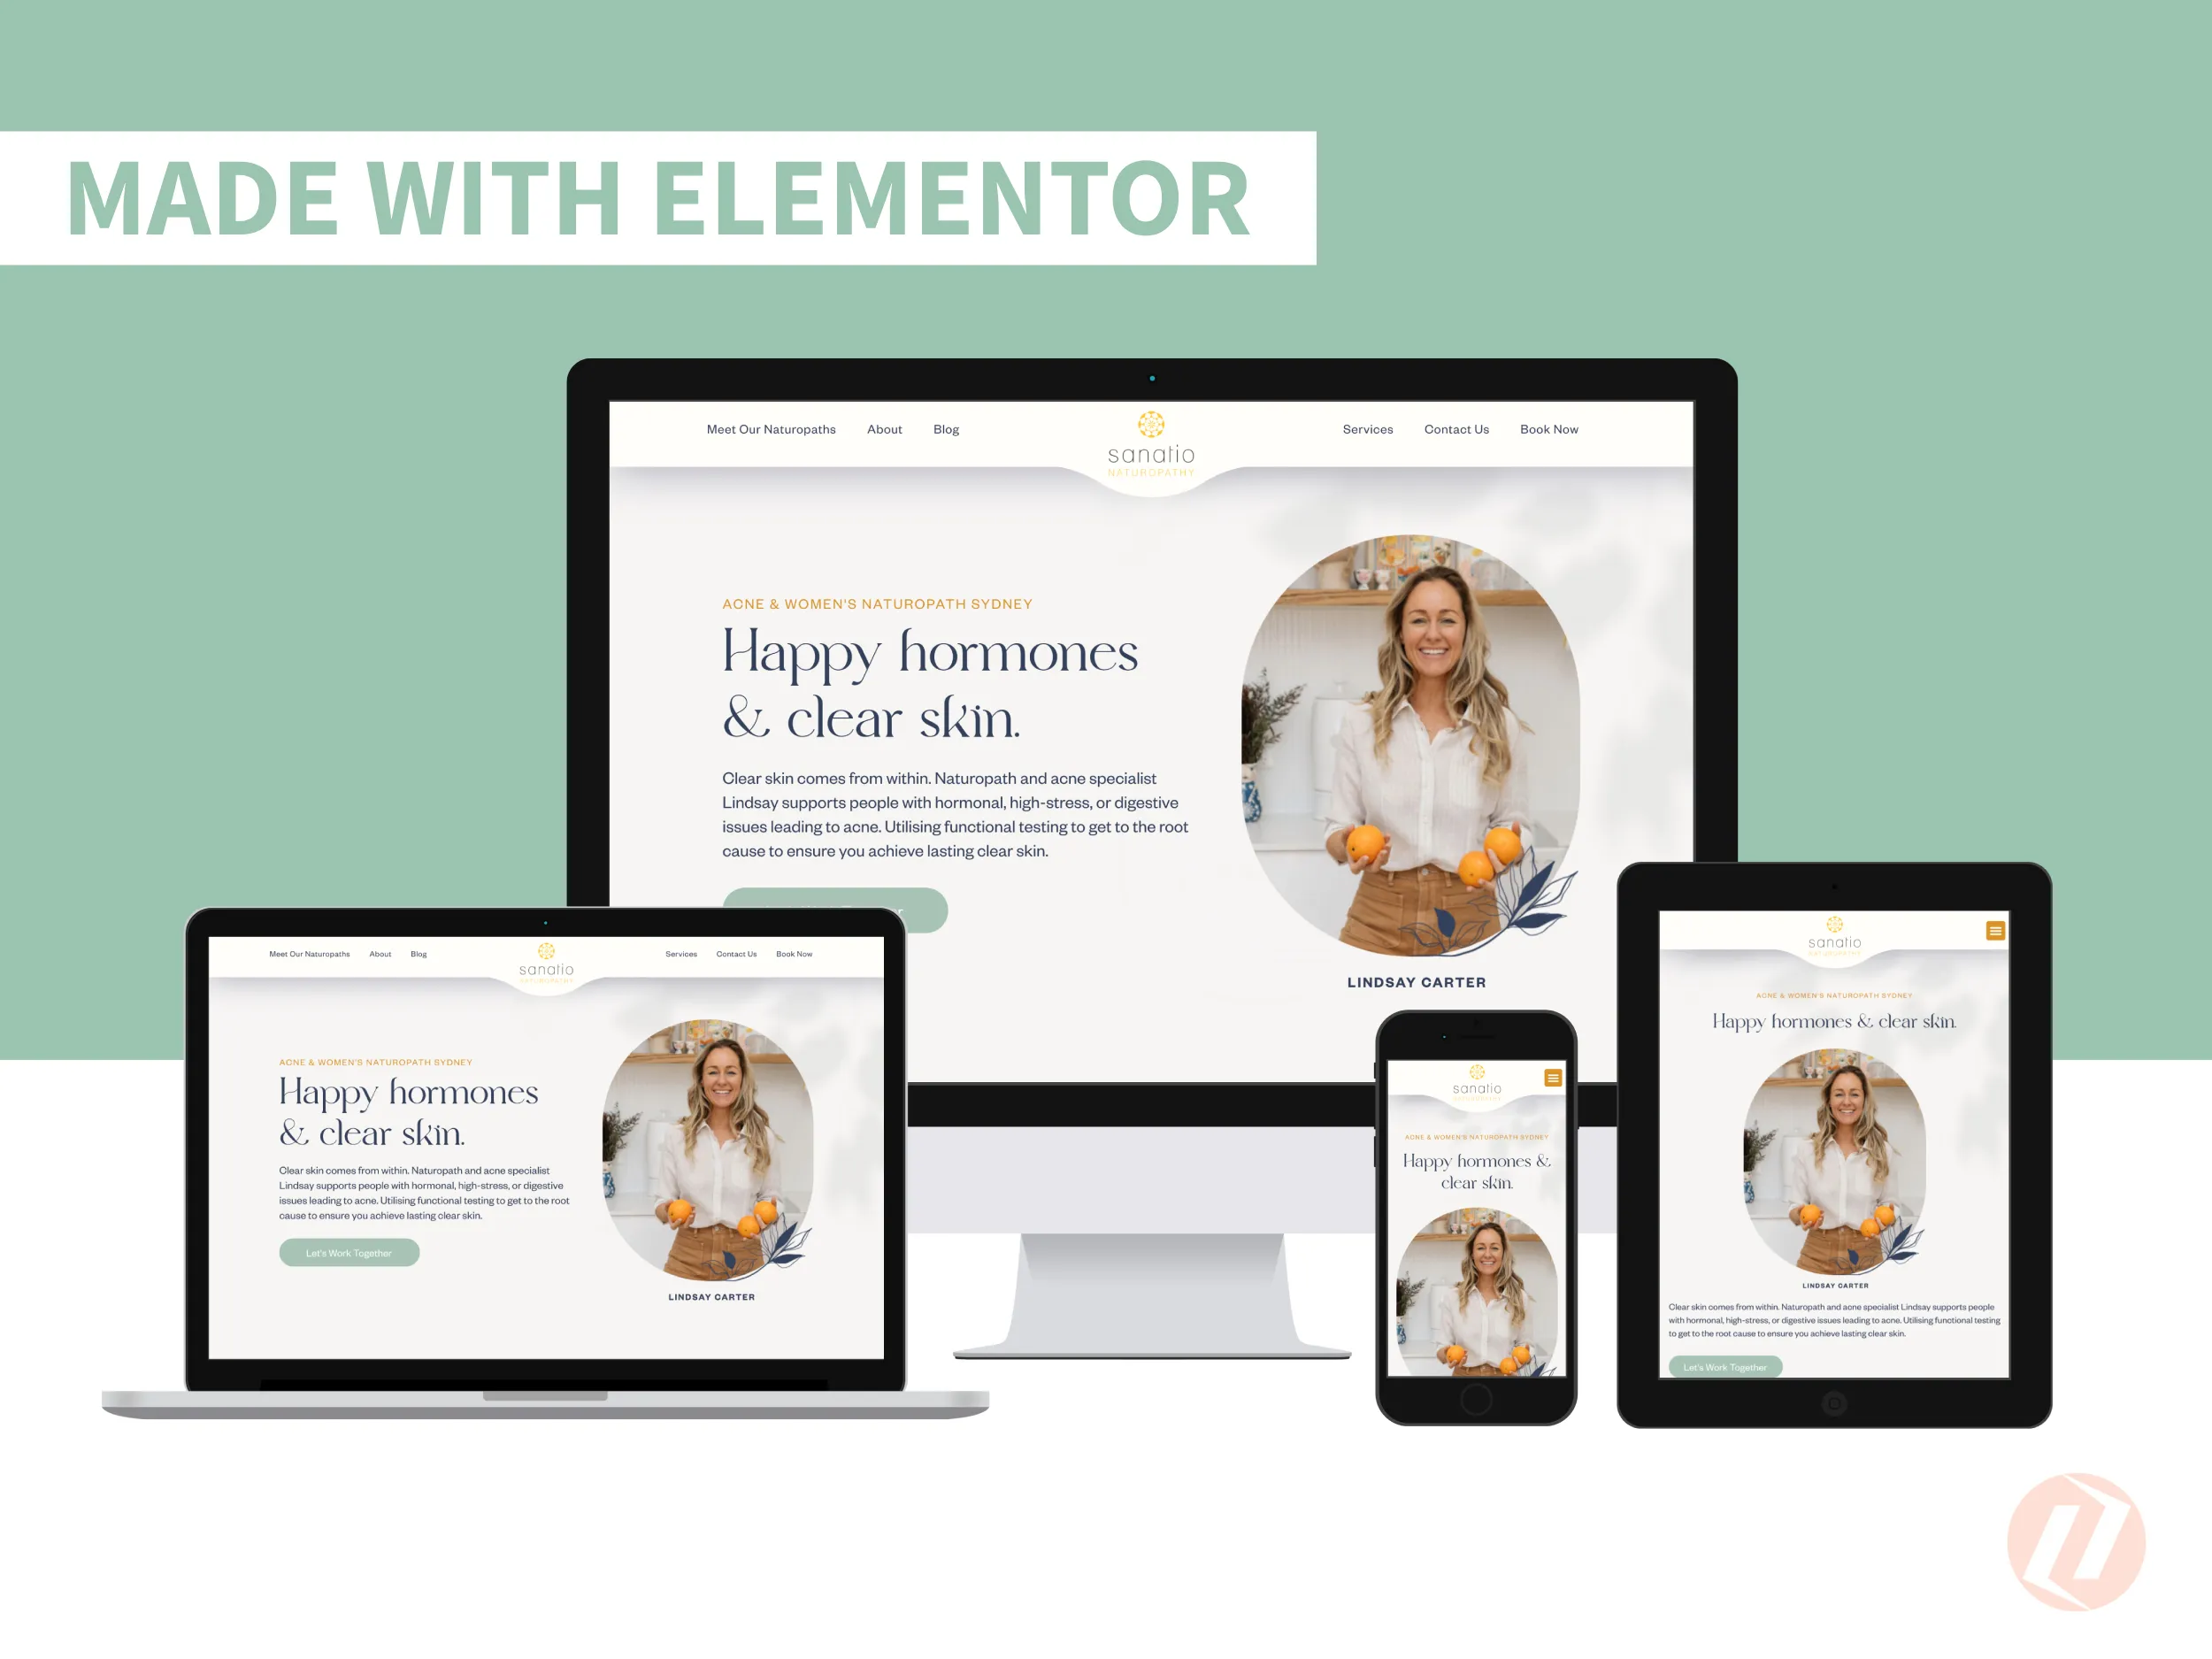 MADE WITH ELEMENTOR
Meet Our Naturopaths About Blog
sanatio
NATUROPATHY
Services Contact Us Book Now
ACNE & WOMEN'S NATUROPATH SYDNEY
Happy hormones
& clear skin.
Clear skin comes from within. Naturopath and acne specialist
Lindsay supports people with hormonal, high-stress, or digestive
issues leading to acne. Utilising functional testing to get to the root
cause to ensure you achieve lasting clear skin.
LINDSAY CARTER
Meet Our Naturopaths About Blog
sanatio
NATUROPATHY
Services Contact Us Book Now
ACNE & WOMEN'S NATUROPATH SYDNEY
Happy hormones
& clear skin.
Clear skin comes from within. Naturopath and acne specialist
Lindsay supports people with hormonal, high-stress, or digestive
issues leading to acne. Utilising functional testing to get to the root
cause to ensure you achieve lasting clear skin.
Let's Work Together
LINDSAY CARTER
sanatio
ACNE & WOMEN'S NATUROPATH SYDNEY
Happy hormones &
clear skin.
sanatio
NATUROPATHY
ACNE & WOMEN'S NATUROPATH SYDNEY
Happy hormones & clear skin.
LINDSAY CARTER
Clear skin comes from within. Naturopath and acne specialist Lindsay supports people
with hormonal, high-stress, or digestive issues leading to acne. Utilising functional testing
to get to the root cause to ensure you achieve lasting clear skin.
Let's Work Together